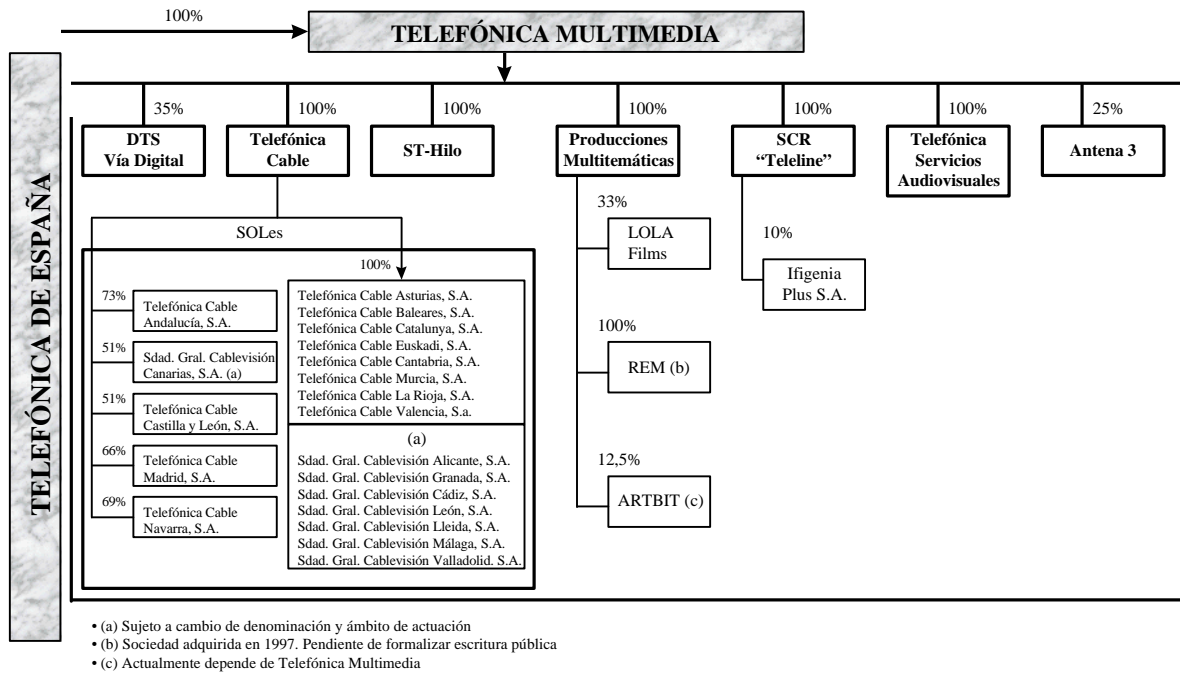 100%
TELEFÓNICA MULTIMEDIA
TELEFÓNICA DE ESPAÑA
35%
DTS
Vía Digital
100%
Telefónica
Cable
100%
ST-Hilo
100%
Producciones
Multitemáticas
100%
SCR
“Teleline”
100%
Telefónica
Servicios
Audiovisuales
25%
Antena 3
SOLes
73%
Telefónica Cable
Andalucía, S.A.
51%
Sdad. Gral. Cablevisión
Canarias, S.A. (a)
51%
Telefónica Cable
Castilla y León, S.A.
66%
Telefónica Cable
Madrid, S.A.
69%
Telefónica Cable
Navarra, S.A.
100%
Telefónica Cable Asturias, S.A.
Telefónica Cable Baleares, S.A.
Telefónica Cable Catalunya, S.A.
Telefónica Cable Euskadi, S.A.
Telefónica Cable Cantabria, S.A.
Telefónica Cable Murcia, S.A.
Telefónica Cable La Rioja, S.A.
Telefónica Cable Valencia, S.a.
(a)
Sdad. Gral. Cablevisión Alicante, S.A.
Sdad. Gral. Cablevisión Granada, S.A.
Sdad. Gral. Cablevisión Cádiz, S.A.
Sdad. Gral. Cablevisión León, S.A.
Sdad. Gral. Cablevisión Lleida, S.A.
Sdad. Gral. Cablevisión Málaga, S.A.
Sdad. Gral. Cablevisión Valladolid. S.A.
33%
LOLA
Films
100%
REM (b)
12,5%
ARTBIT (c)
10%
Ifigenia
Plus S.A.
• (a) Sujeto a cambio de denominación y ámbito de actuación
• (b) Sociedad adquirida en 1997. Pendiente de formalizar escritura pública
• (c) Actualmente depende de Telefónica Multimedia